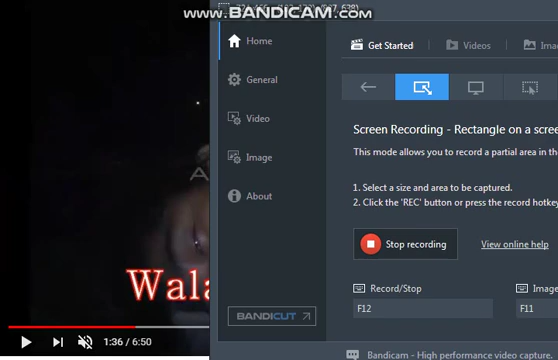 www.BANDICAM.com
Home
Get Started
Videos
General
Video
Screen Recording - Rectangle on a scree
This mode allows you to record a partial area in th
Image
1. Select a size and area to be captured.
About
2. Click the 'REC' button or press the record hotkey
Stop recording
View online help
Wala
Record/Stop
Image
F12
F11
BANDICUT
1:36 / 6:50
Bandicam - High performance video capture.